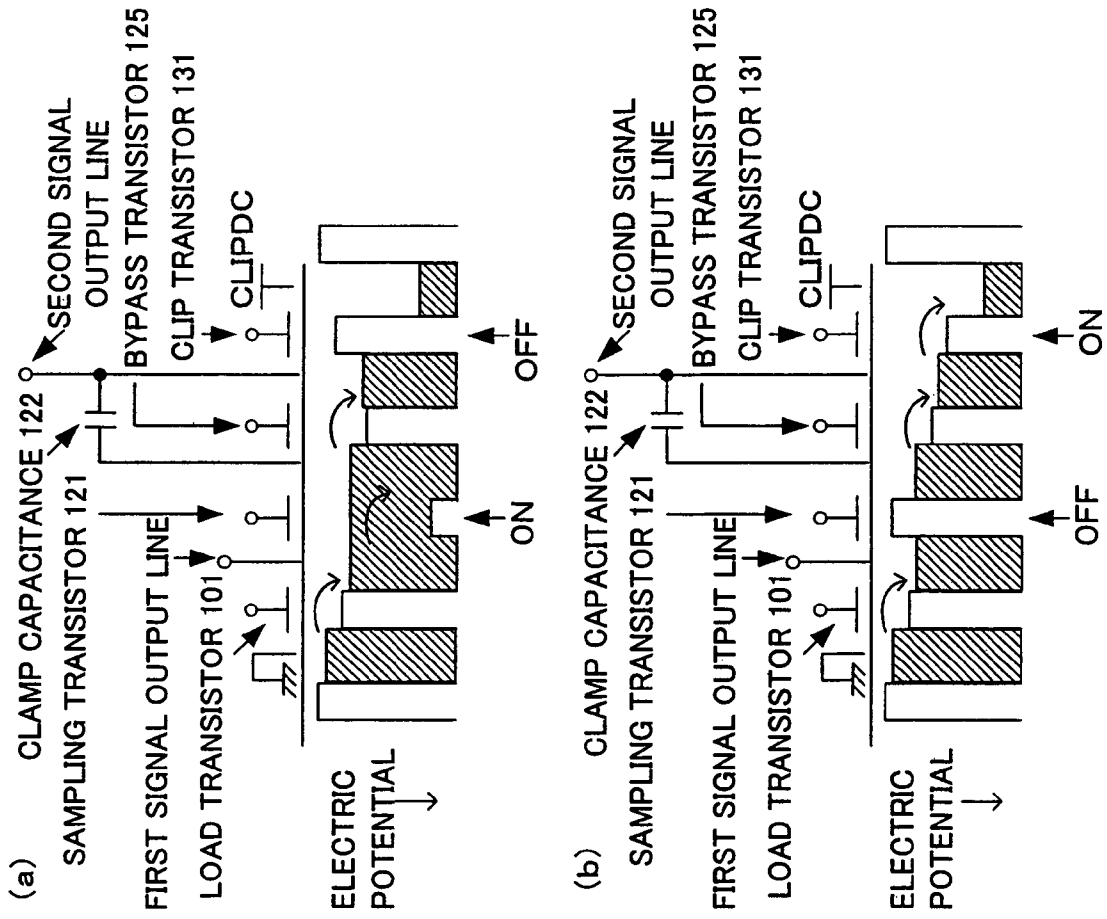 (a)
CLAMP CAPACITANCE 122
SAMPLING TRANSISTOR 121
FIRST SIGNAL OUTPUT LINE
LOAD TRANSISTOR 101
SECOND SIGNAL
OUTPUT LINE
BYPASS TRANSISTOR 125
CLIP TRANSISTOR 131
CLIPDC
ELECTRIC
POTENTIAL
ON
OFF
(b)
CLAMP CAPACITANCE 122
SAMPLING TRANSISTOR 121
FIRST SIGNAL OUTPUT LINE
LOAD TRANSISTOR 101
SECOND SIGNAL
OUTPUT LINE
BYPASS TRANSISTOR 125
CLIP TRANSISTOR 131
CLIPDC
ELECTRIC
POTENTIAL
OFF
ON